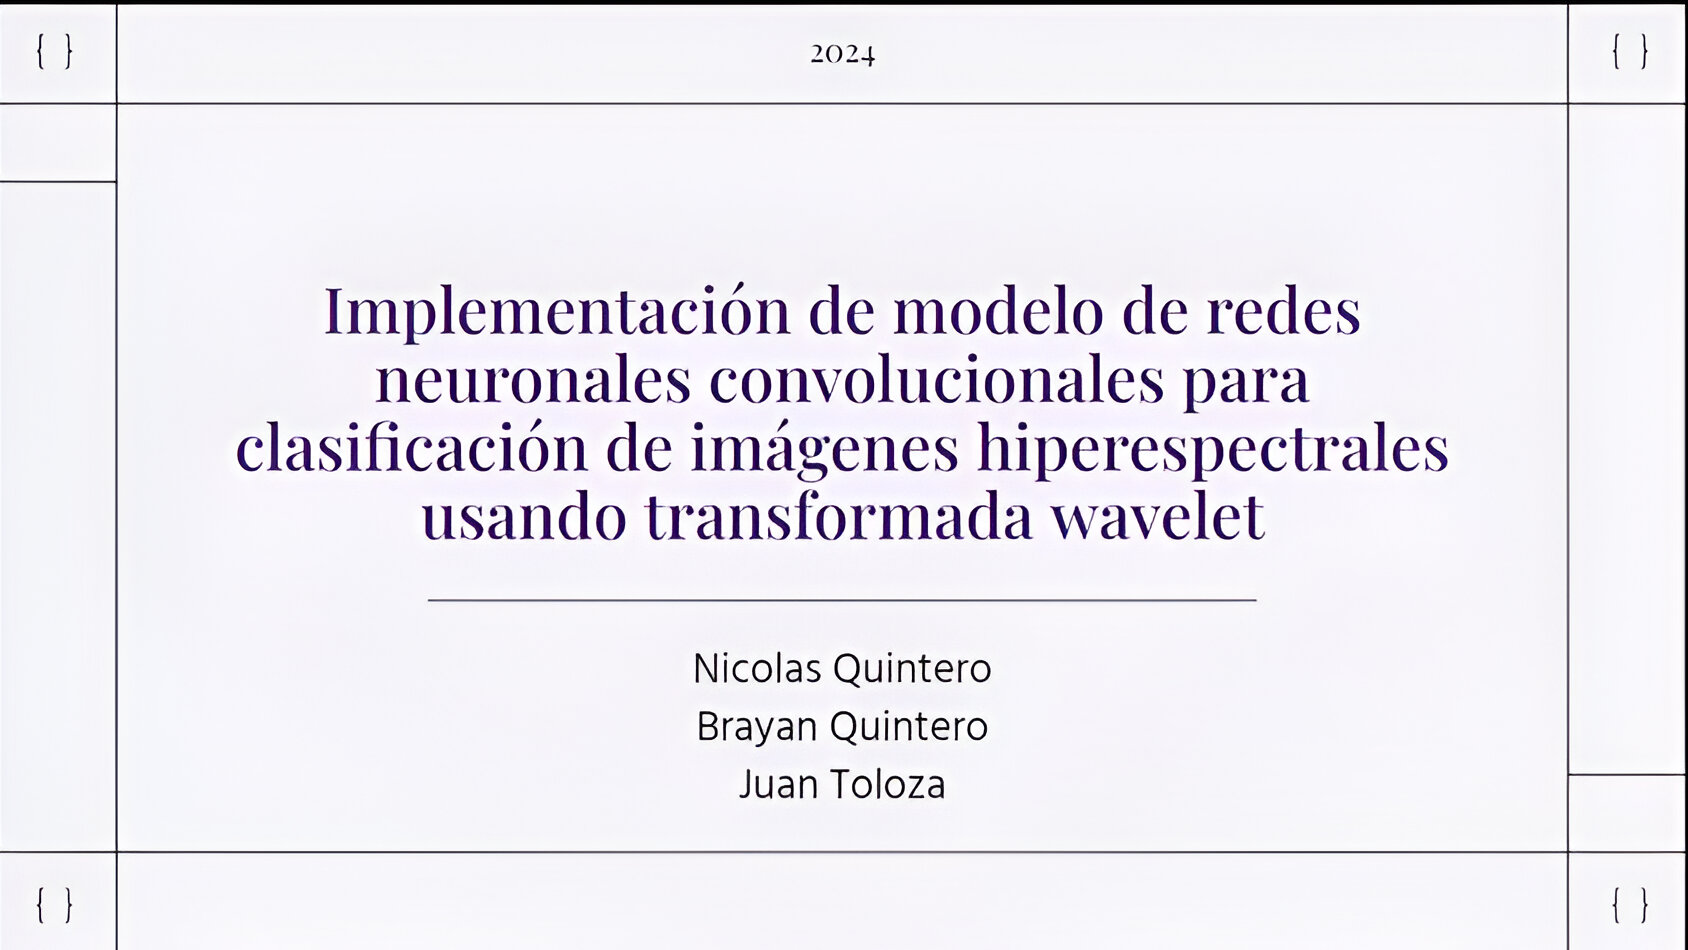 { }
2024
{ }
Implementación de modelo de redes
neuronales convolucionales para
clasificación de imágenes hiperespectrales
usando transformada wavelet
Nicolas Quintero
Brayan Quintero
Juan Toloza
{ }
{ }